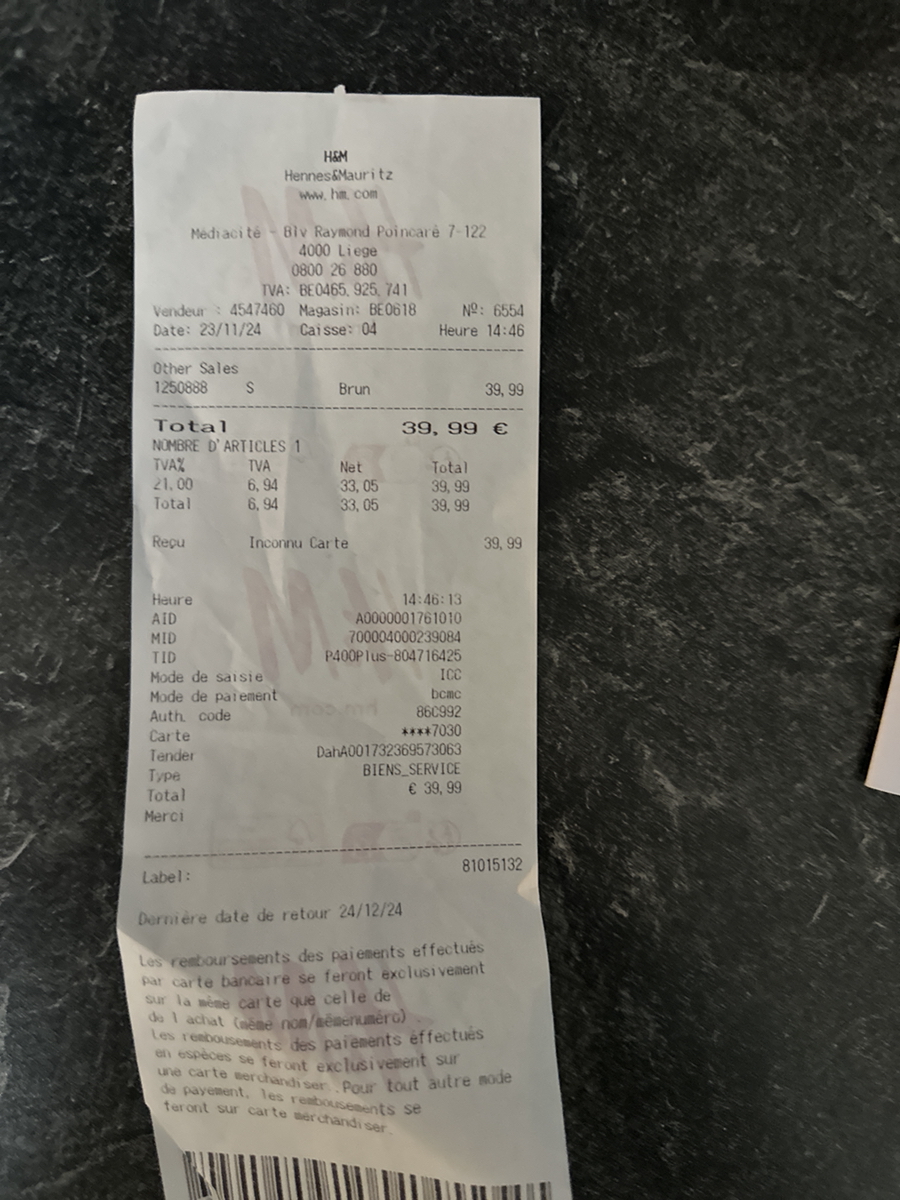 H&M
Hennes&Mauritz
www.hm.com
Médiacité - Blv Raymond Poincaré 7-122
4000 Liege
0800 26 880
TVA: BE0465.925.741
Vendeur : 4547460 Magasin: BE0618 Nº: 6554
Date: 23/11/24 Caisse: 04 Heure 14:46
Other Sales
1250888 S Brun 39,99
Total 39,99 €
NOMBRE D'ARTICLES 1
TVA% TVA Net Total
21,00 6,94 33,05 39,99
Total 6,94 33,05 39,99
Reçu Inconnu Carte 39,99
Heure 14:46:13
AID A0000001761010
MID 700004000239084
TID P400Plus-804716425
Mode de saisie ICC
Mode de paiement bcmc
Auth. code 86C992
Carte ****7030
Tender DahA001732369573063
Type BIENS_SERVICE
Total € 39,99
Merci
Label: 81015132
Dernière date de retour 24/12/24
Les remboursements des paiements effectués
par carte bancaire se feront exclusivement
sur la même carte que celle de
de l achat (même nom/mêmenuméro) .
Les rembousements des paiements éffectués
en espèces se feront exclusivement sur
une carte merchandiser. Pour tout autre mode
de payement, les rembousements se
feront sur carte merchandiser.